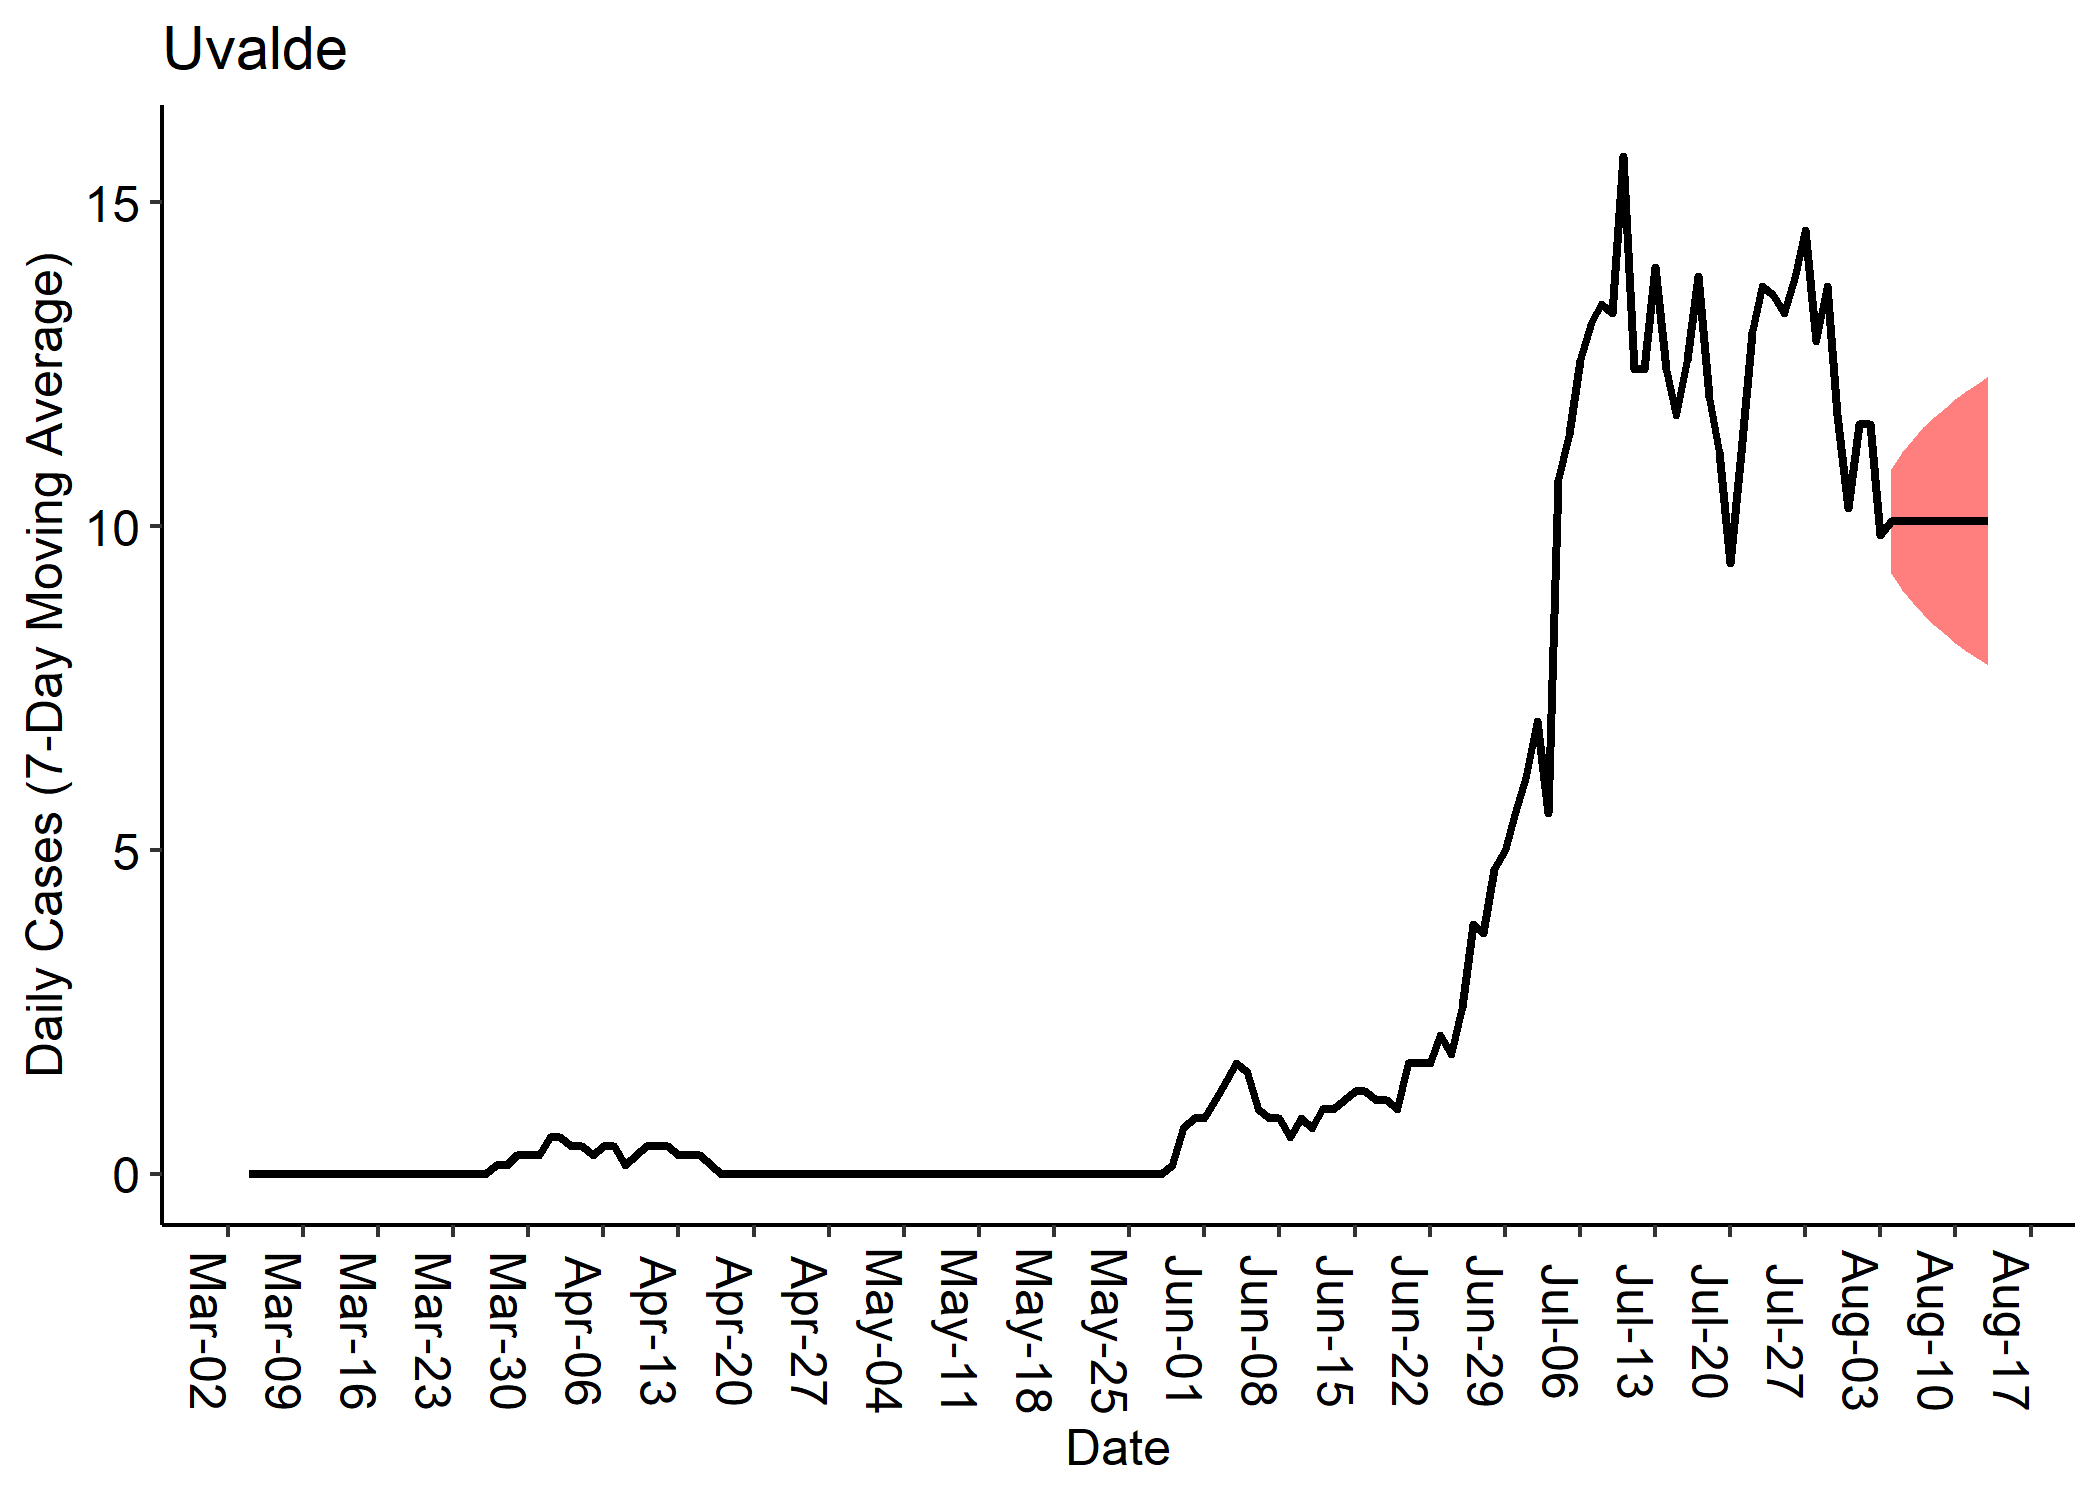 Uvalde
Daily Cases (7-Day Moving Average)
15
10
5
0
Mar-02
Mar-09
Mar-16
Mar-23
Mar-30
Apr-06
Apr-13
Apr-20
Apr-27
May-04
May-11
May-18
May-25
Jun-01
Jun-08
Jun-15
Jun-22
Jun-29
Jul-06
Jul-13
Jul-20
Jul-27
Aug-03
Aug-10
Aug-17
Date